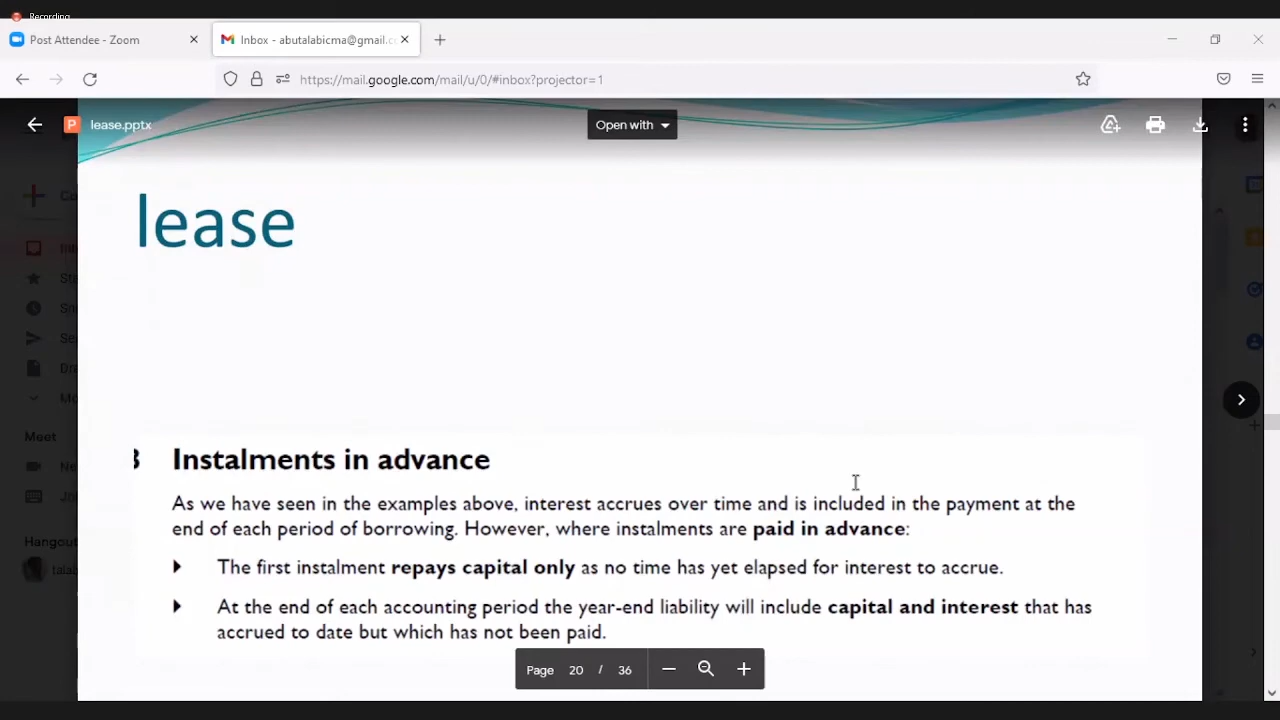 Recording
Post Attendee - Zoom
Inbox - abutalabicma@gmail.c
https://mail.google.com/mail/u/0/#inbox?projector=1
lease.pptx
Open with
lease
Meet
Instalments in advance
As we have seen in the examples above, interest accrues over time and is included in the payment at the
end of each period of borrowing. However, where instalments are paid in advance:
The first instalment repays capital only as no time has yet elapsed for interest to accrue.
At the end of each accounting period the year-end liability will include capital and interest that has
accrued to date but which has not been paid.
Page 20 / 36